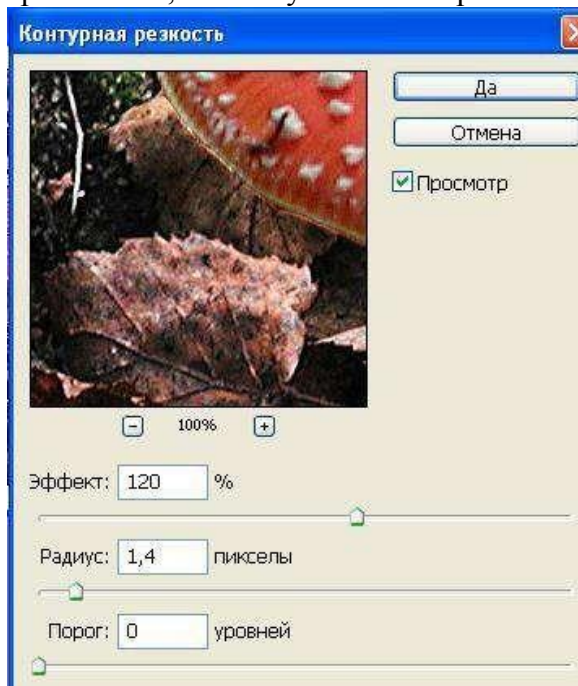 Контурная резкость
Да
Отмена
Просмотр
100%
Эффект: 120 %
Радиус: 1,4 пикселы
Порог: 0 уровней